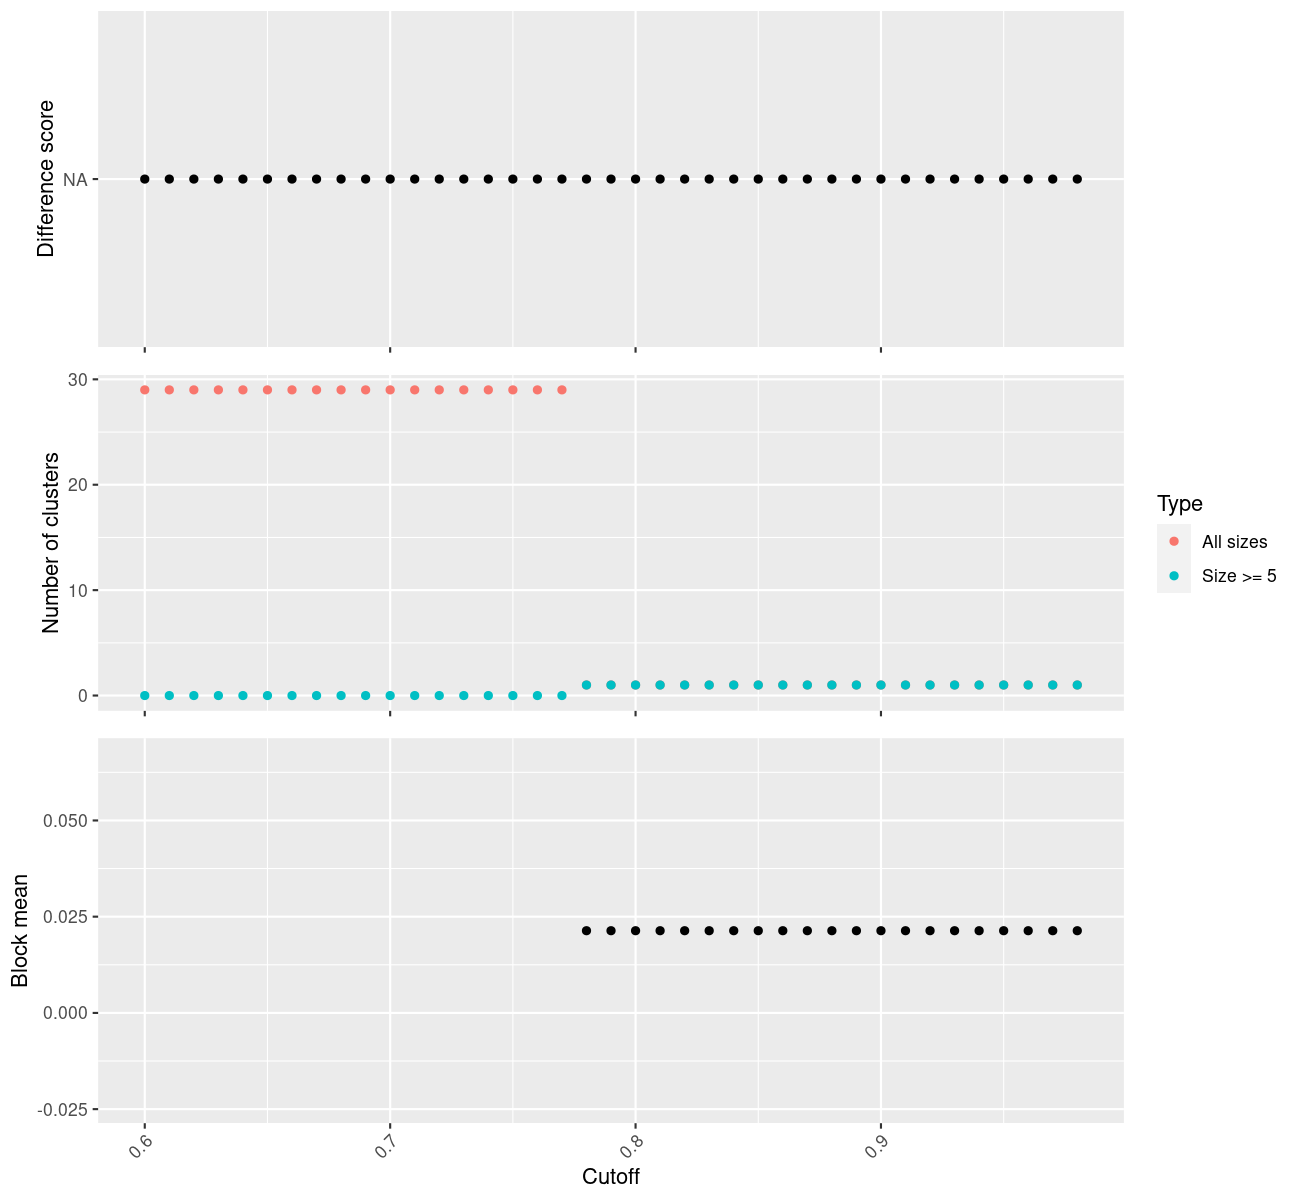 Difference score
NA
Number of clusters
30
20
10
0
Type
All sizes
Size >= 5
Block mean
0.050
0.025
0.000
-0.025
0.6
0.7
0.8
0.9
Cutoff